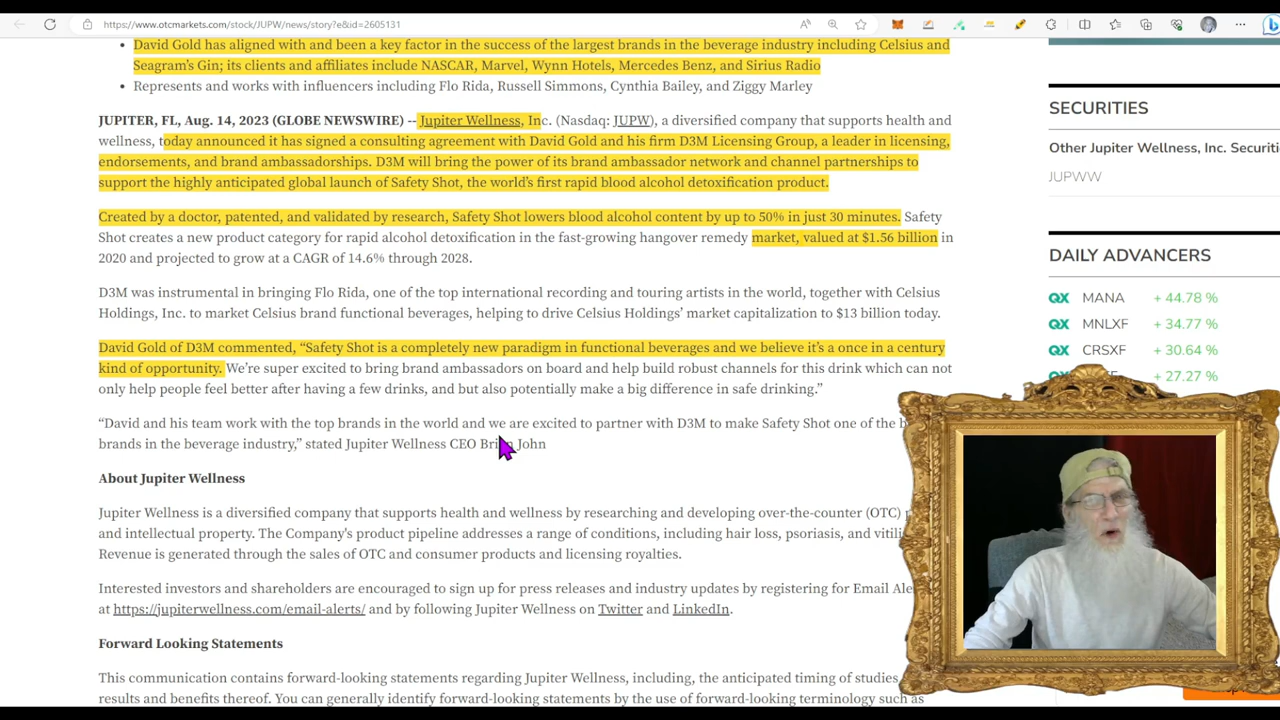 https://www.otcmarkets.com/stock/JUPW/news/story?e&id=2605131
David Gold has aligned with and been a key factor in the success of the largest brands in the beverage industry including Celsius and
Seagram's Gin; its clients and affiliates include NASCAR, Marvel, Wynn Hotels, Mercedes Benz, and Sirius Radio
Represents and works with influencers including Flo Rida, Russell Simmons, Cynthia Bailey, and Ziggy Marley
JUPITER, FL, Aug. 14, 2023 (GLOBE NEWSWIRE) -- Jupiter Wellness, Inc. (Nasdaq: JUPW), a diversified company that supports health and
wellness, today announced it has signed a consulting agreement with David Gold and his firm D3M Licensing Group, a leader in licensing,
endorsements, and brand ambassadorships. D3M will bring the power of its brand ambassador network and channel partnerships to
support the highly anticipated global launch of Safety Shot, the world's first rapid blood alcohol detoxification product.
Created by a doctor, patented, and validated by research, Safety Shot lowers blood alcohol content by up to 50% in just 30 minutes. Safety
Shot creates a new product category for rapid alcohol detoxification in the fast-growing hangover remedy market, valued at $1.56 billion in
2020 and projected to grow at a CAGR of 14.6% through 2028.
D3M was instrumental in bringing Flo Rida, one of the top international recording and touring artists in the world, together with Celsius
Holdings, Inc. to market Celsius brand functional beverages, helping to drive Celsius Holdings' market capitalization to $13 billion today.
David Gold of D3M commented, “Safety Shot is a completely new paradigm in functional beverages and we believe it's a once in a century
kind of opportunity. We're super excited to bring brand ambassadors on board and help build robust channels for this drink which can not
only help people feel better after having a few drinks, and but also potentially make a big difference in safe drinking.”
“David and his team work with the top brands in the world and we are excited to partner with D3M to make Safety Shot one of the
brands in the beverage industry,” stated Jupiter Wellness CEO Brian John
About Jupiter Wellness
Jupiter Wellness is a diversified company that supports health and wellness by researching and developing over-the-counter (OTC)
and intellectual property. The Company's product pipeline addresses a range of conditions, including hair loss, psoriasis, and
Revenue is generated through the sales of OTC and consumer products and licensing royalties.
Interested investors and shareholders are encouraged to sign up for press releases and industry updates by registering for Email
at https://jupiterwellness.com/email-alerts/ and by following Jupiter Wellness on Twitter and LinkedIn.
Forward Looking Statements
This communication contains forward-looking statements regarding Jupiter Wellness, including, the anticipated timing of studies
results and benefits thereof. You can generally identify forward-looking statements by the use of forward-looking terminology such as
SECURITIES
Other Jupiter Wellness, Inc.
JUPWW
DAILY ADVANCERS
QX MANA + 44.78 %
QX MNLXF + 34.77 %
QX CRSXF + 30.64 %
+ 27.27 %